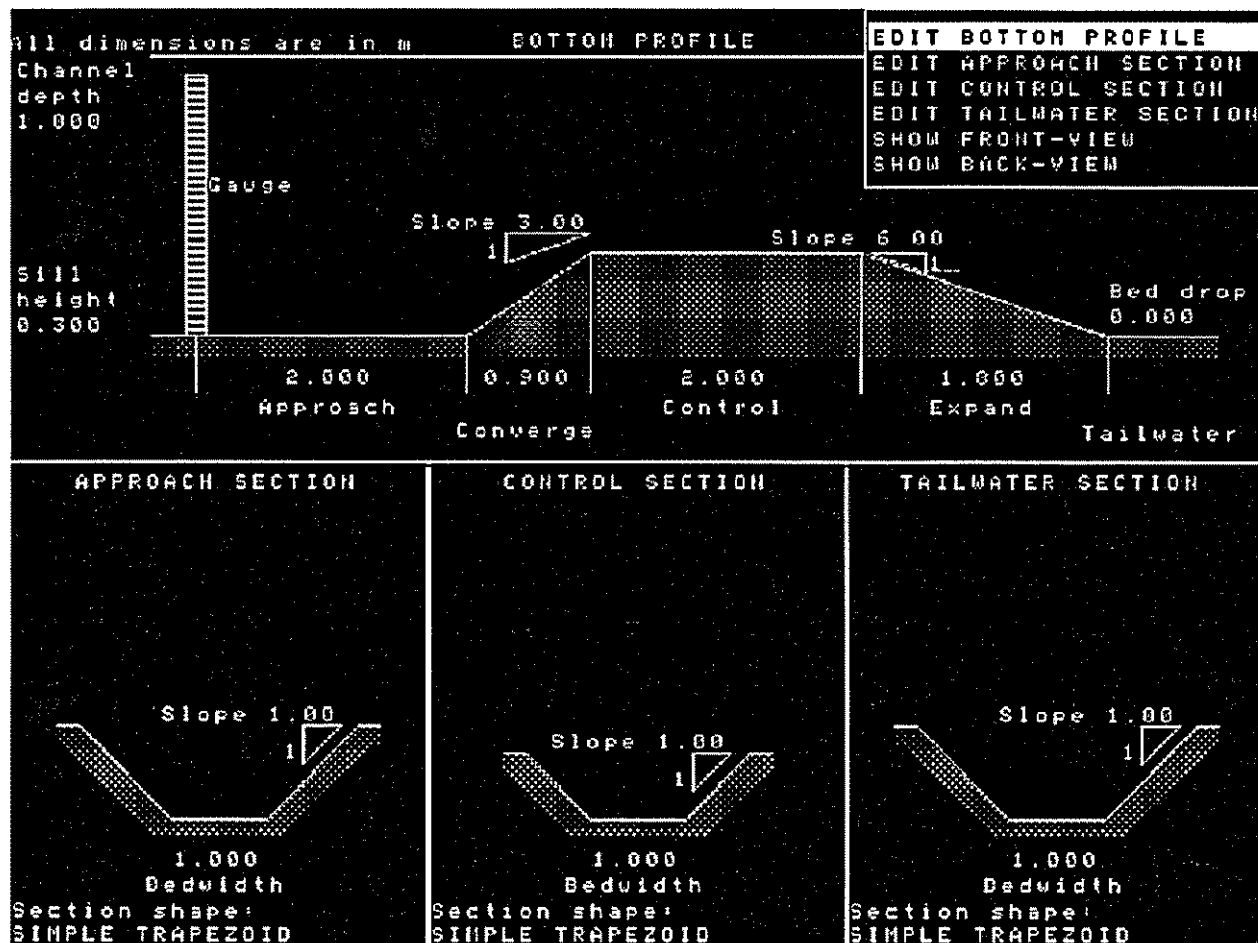 All dimensions are in m
BOTTOM PROFILE
EDIT BOTTOM PROFILE
EDIT APPROACH SECTION
EDIT CONTROL SECTION
EDIT TAILWATER SECTION
SHOW FRONT-VIEW
SHOW BACK-VIEW
Channel
depth
1.000
Gauge
Slope 3.00
1
Slope 6.00
1
Sill
height
0.300
Bed drop
0.000
2.000
0.900
2.000
1.800
Approach
Control
Expand
Converge
Tailwater
APPROACH SECTION
CONTROL SECTION
TAILWATER SECTION
Slope 1.00
1
Slope 1.00
1
Slope 1.00
1
1.000
Bedwidth
1.000
Bedwidth
1.000
Bedwidth
Section shape:
SIMPLE TRAPEZOID
Section shape:
SIMPLE TRAPEZOID
Section shape:
SIMPLE TRAPEZOID